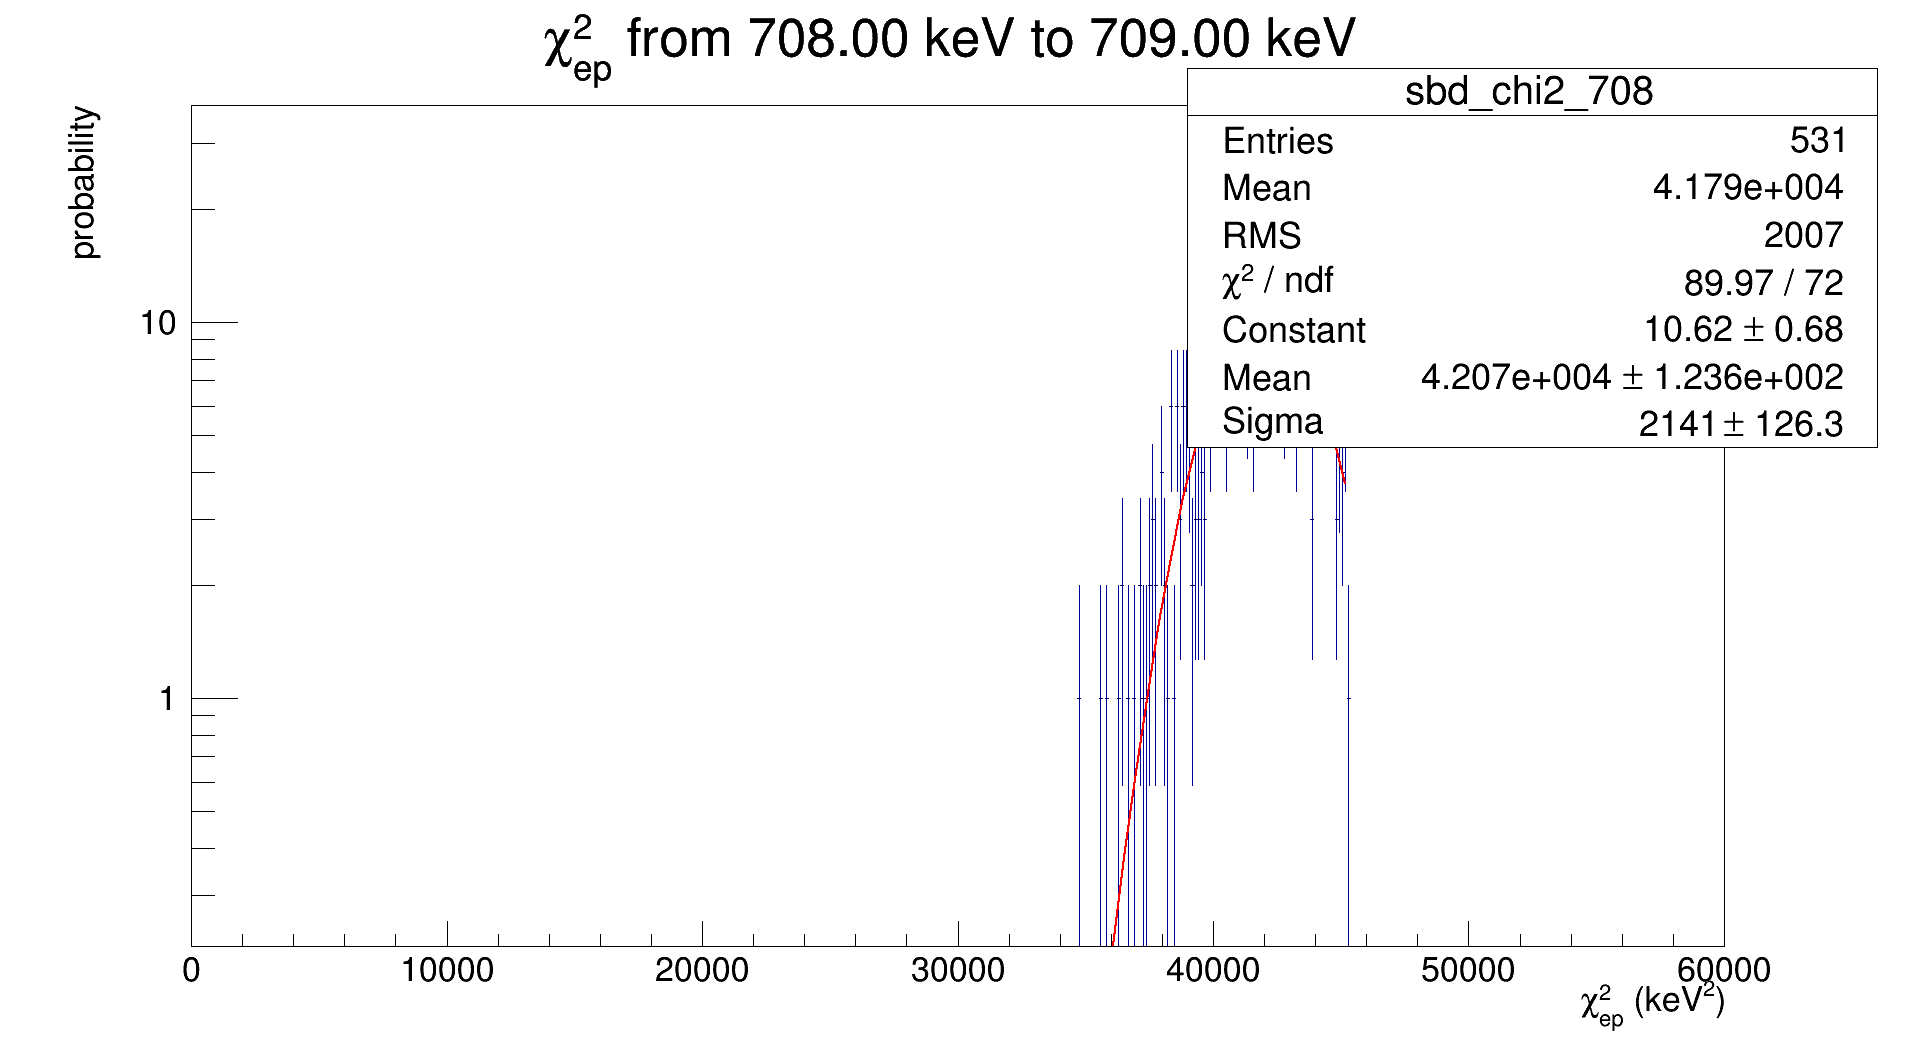 χ²ep from 708.00 keV to 709.00 keV
sbd_chi2_708
Entries 531
Mean 4.179e+004
RMS 2007
χ² / ndf 89.97 / 72
Constant 10.62 ± 0.68
Mean 4.207e+004 ± 1.236e+002
Sigma 2141 ± 126.3
probability
10
1
0 10000 20000 30000 40000 50000 60000
χ²ep (keV²)